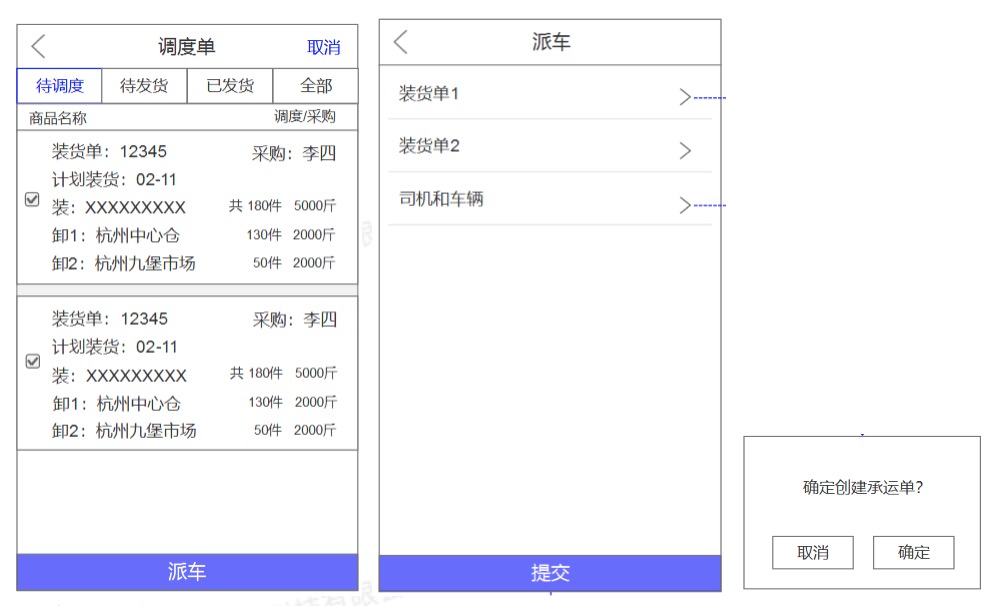 调度单 取消
待调度 待发货 已发货 全部
商品名称 调度/采购
装货单：12345 采购：李四
计划装货：02-11
装：XXXXXXXXX 共 180件 5000斤
卸1：杭州中心仓 130件 2000斤
卸2：杭州九堡市场 50件 2000斤
装货单：12345 采购：李四
计划装货：02-11
装：XXXXXXXXX 共 180件 5000斤
卸1：杭州中心仓 130件 2000斤
卸2：杭州九堡市场 50件 2000斤
派车
派车
装货单1
装货单2
司机和车辆
提交
确定创建承运单?
取消 确定